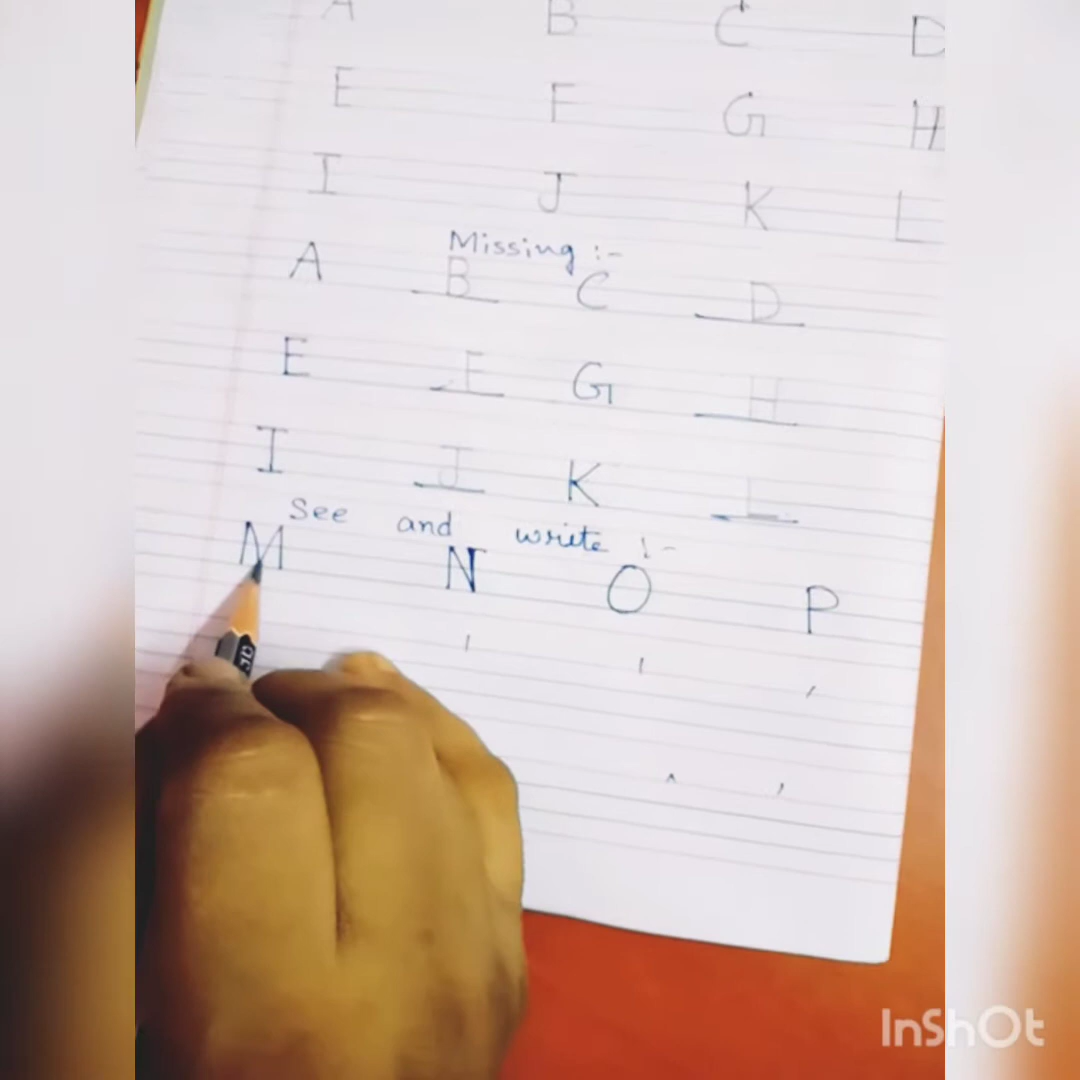 A B C D
E F G H
I J K L
Missing :-
A B C D
E F G H
I J K L
See and write :-
M N O P
InShOt